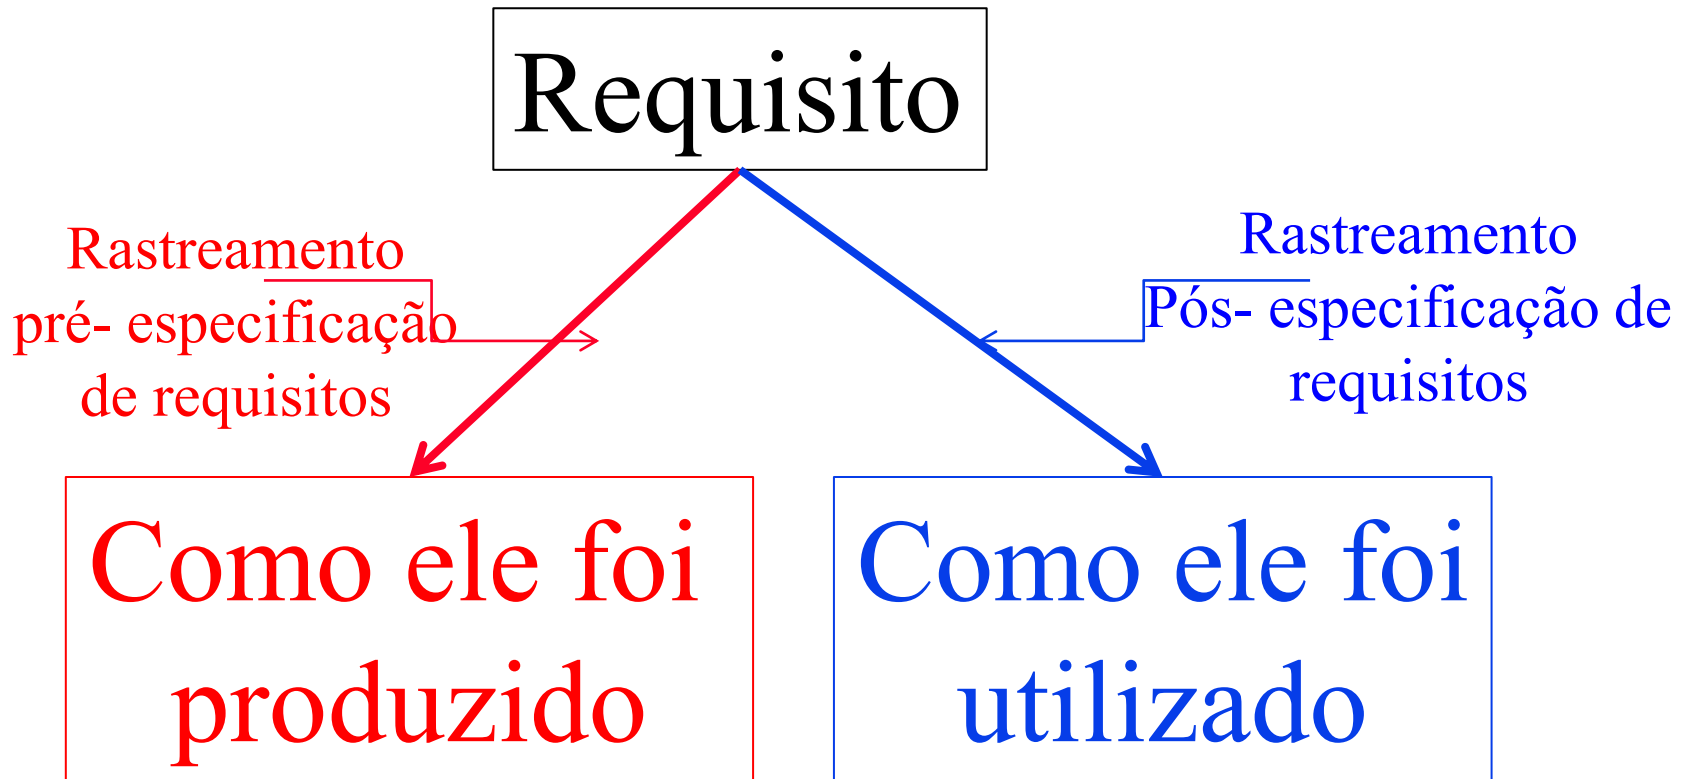 Requisito
Rastreamento
pré- especificação
de requisitos
Rastreamento
Pós- especificação de
requisitos
Como ele foi
produzido
Como ele foi
utilizado